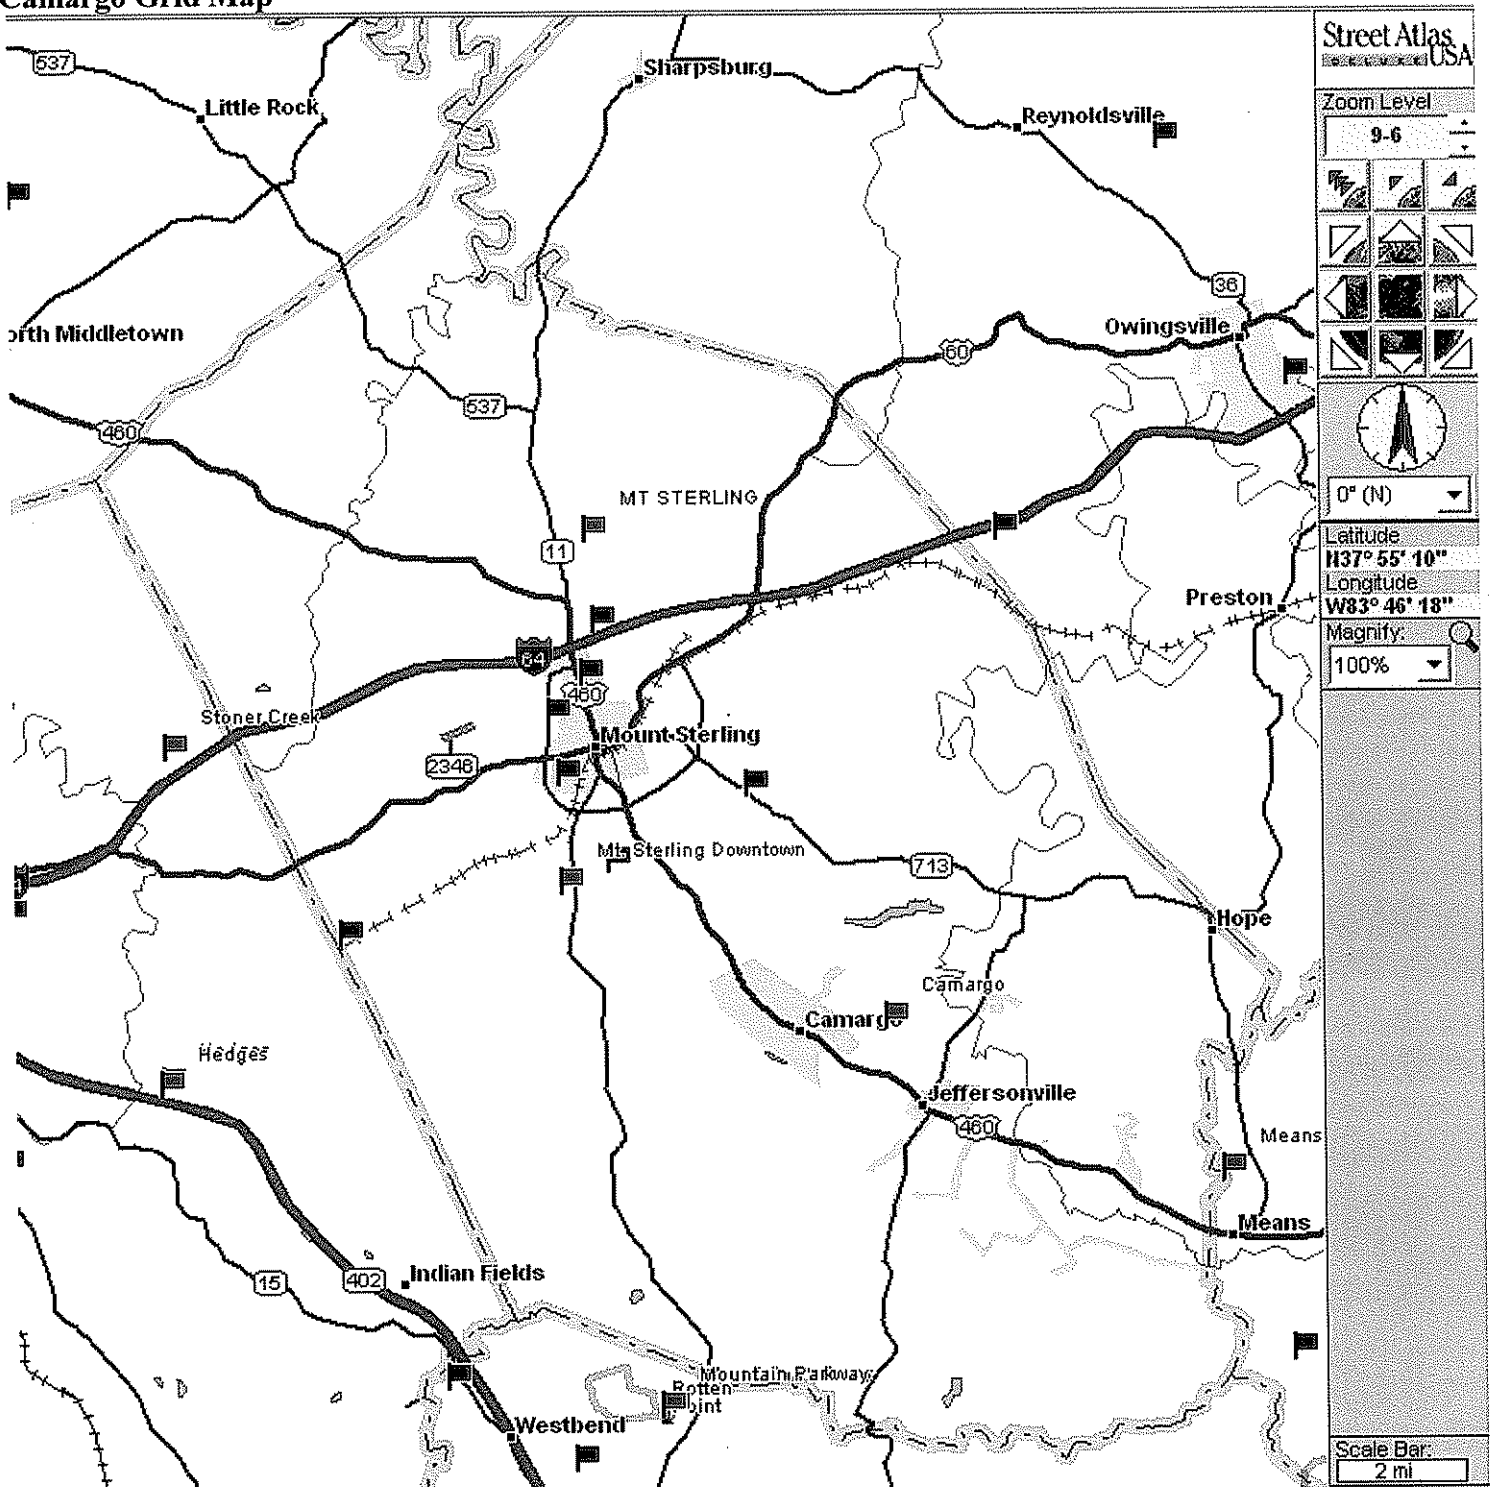 Camargo Grid Map
Street Atlas
USA
Zoom Level
9-6
0° (N)
Latitude
N37° 55' 10"
Longitude
W83° 46' 18"
Magnify:
100%
Scale Bar:
2 mi
537
Little Rock
Sharpsburg
Reynoldsville
36
orth Middletown
Owingsville
60
537
460
MT STERLING
11
Preston
64
460
Stoner Creek
Mount Sterling
2346
Mt. Sterling Downtown
713
Hope
Camargo
Camargo
Hedges
Jeffersonville
460
Means
Means
15
402
Indian Fields
Mountain Parkway
Rotten
Point
Westbend